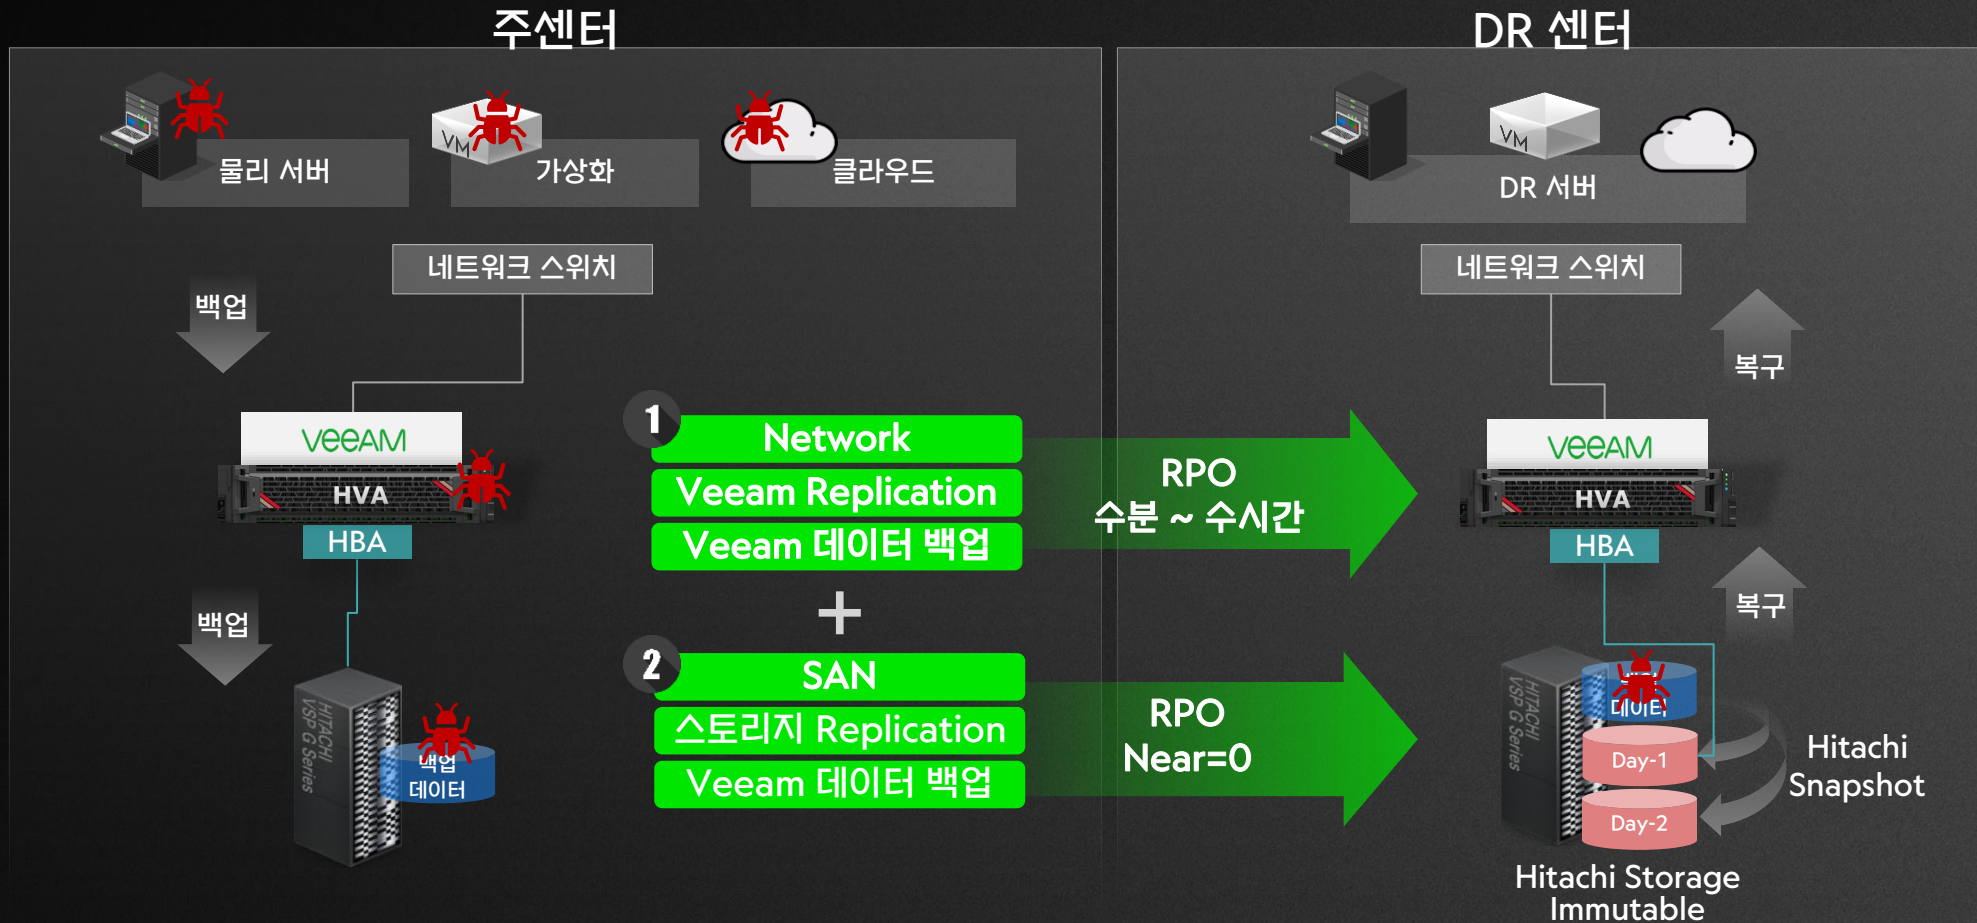 주센터
DR 센터
물리 서버
VM
가상화
클라우드
VM
DR 서버
네트워크 스위치
네트워크 스위치
백업
복구
veeAM
HVA
HBA
1
Network
Veeam Replication
Veeam 데이터 백업
RPO
수분 ~ 수시간
veeAM
HVA
HBA
백업
+
복구
2
SAN
스토리지 Replication
Veeam 데이터 백업
RPO
Near=0
HITACHI
VSP G Series
백업
데이터
HITACHI
VSP G Series
백업
데이터
Day-1
Day-2
Hitachi
Snapshot
Hitachi Storage
Immutable